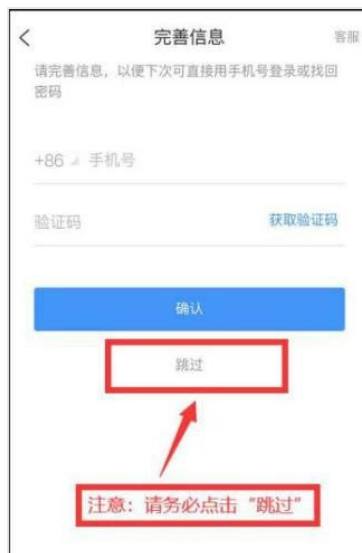 完善信息
客服
请完善信息，以便下次可直接用手机号登录或找回
密码
+86 手机号
验证码
获取验证码
确认
跳过
注意：请务必点击“跳过”